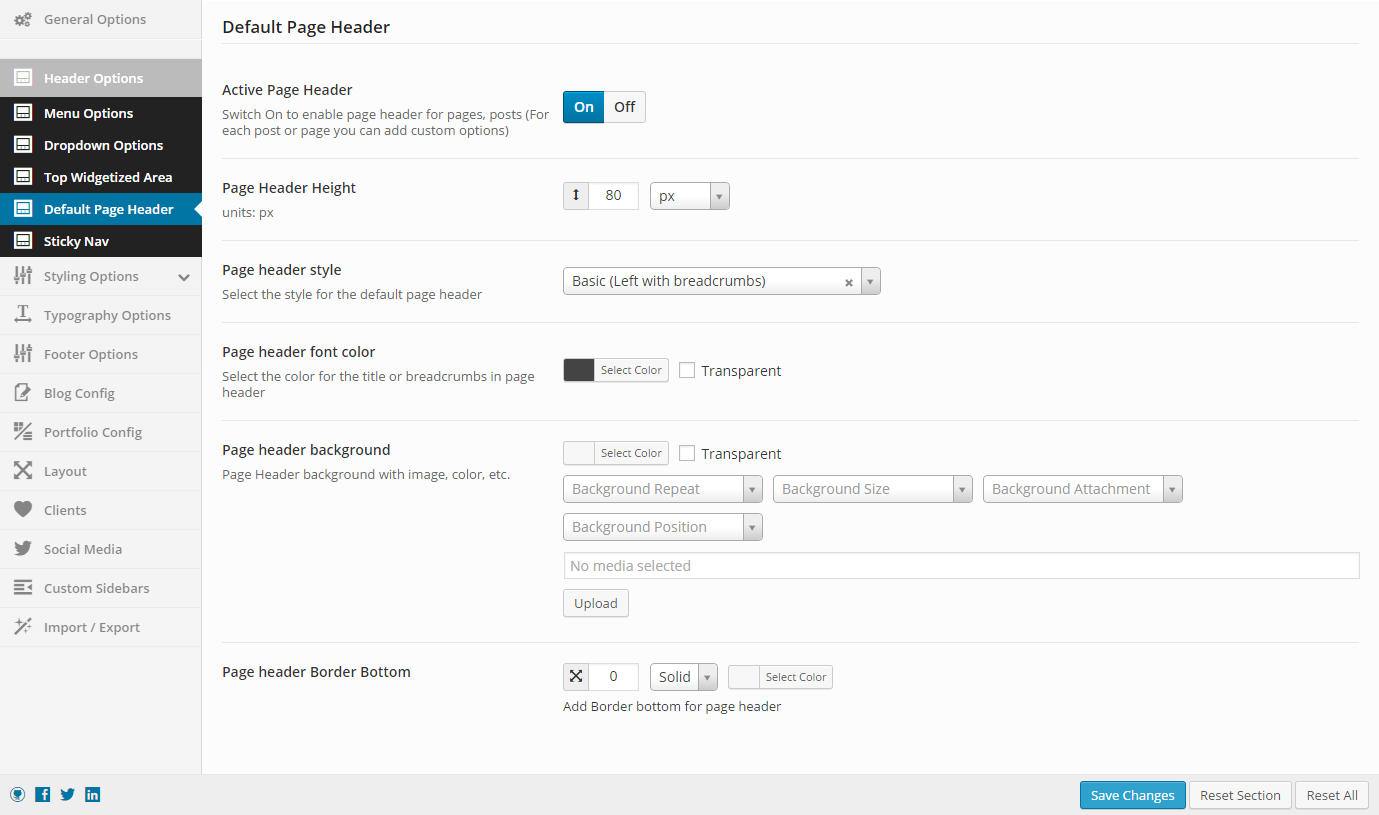 General Options
Header Options
Menu Options
Dropdown Options
Top Widgetized Area
Default Page Header
Sticky Nav
Styling Options
Typography Options
Footer Options
Blog Config
Portfolio Config
Layout
Clients
Social Media
Custom Sidebars
Import / Export
Default Page Header
Active Page Header
Switch On to enable page header for pages, posts (For
each post or page you can add custom options)
On Off
Page Header Height
units: px
80 px
Page header style
Select the style for the default page header
Basic (Left with breadcrumbs)
Page header font color
Select the color for the title or breadcrumbs in page
header
Select Color Transparent
Page header background
Page Header background with image, color, etc.
Select Color Transparent
Background Repeat Background Size Background Attachment
Background Position
No media selected
Upload
Page header Border Bottom
0 Solid Select Color
Add Border bottom for page header
Save Changes Reset Section Reset All